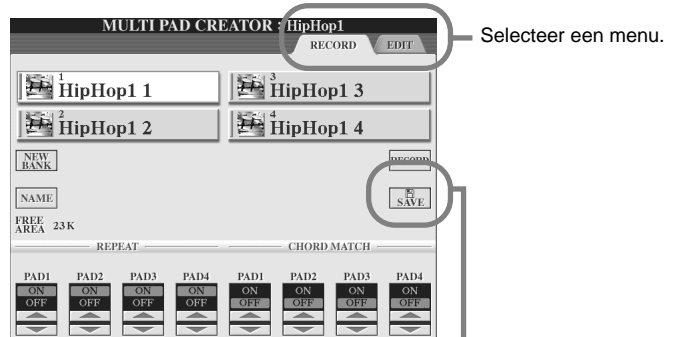 MULTI PAD CREATOR : HipHop1
RECORD EDIT
Selecteer een menu.
1 HipHop1 1
3 HipHop1 3
2 HipHop1 2
4 HipHop1 4
NEW BANK
RECORD
NAME
SAVE
FREE AREA 23K
REPEAT CHORD MATCH
PAD1 PAD2 PAD3 PAD4 PAD1 PAD2 PAD3 PAD4
ON ON ON ON ON ON ON ON
OFF OFF OFF OFF OFF OFF OFF OFF